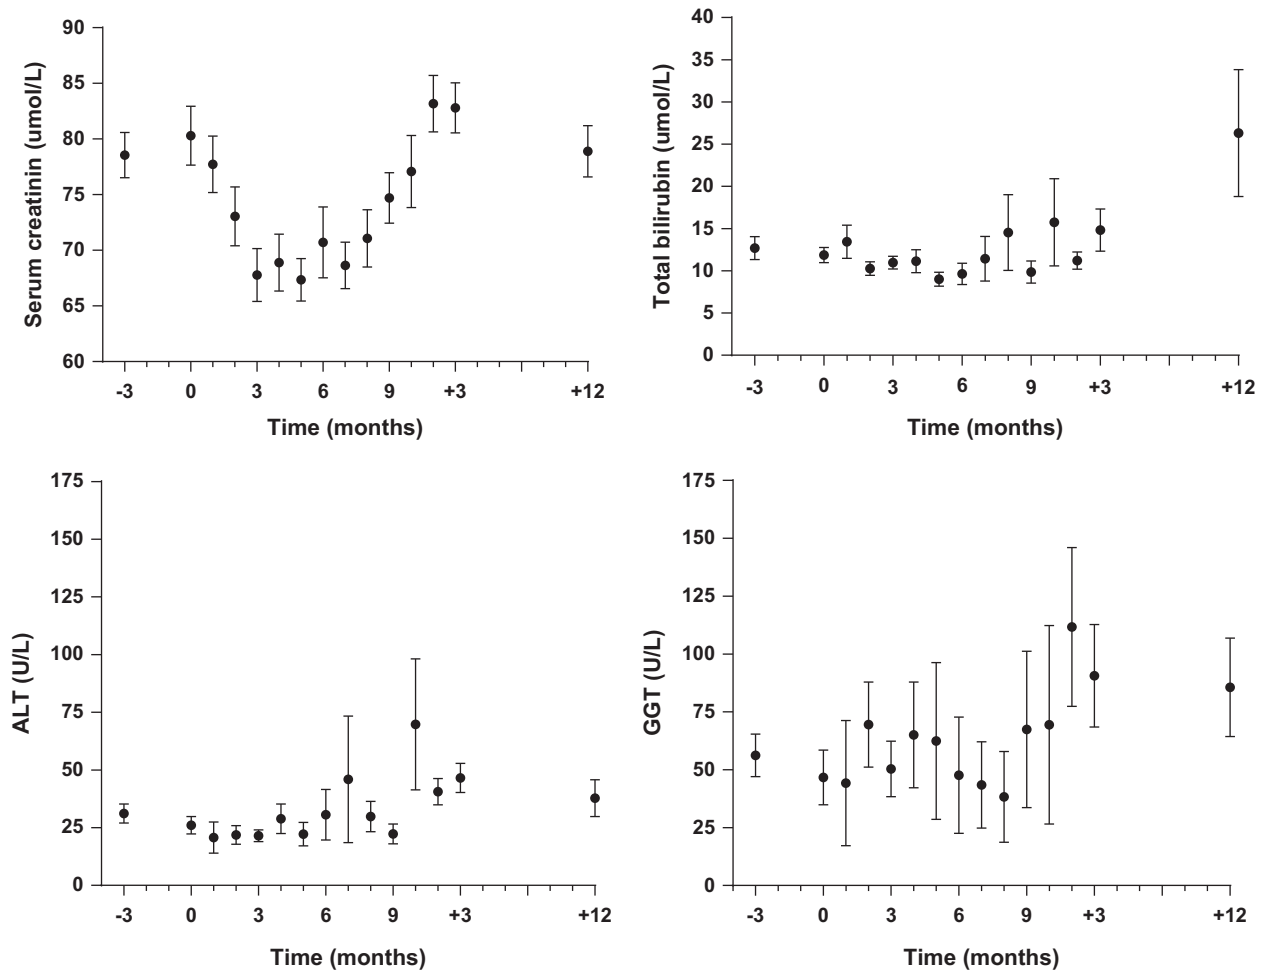 90
85
80
75
70
65
60
Serum creatinin (umol/L)
-3 0 3 6 9 +3 +12
Time (months)
40
35
30
25
20
15
10
5
0
Total bilirubin (umol/L)
-3 0 3 6 9 +3 +12
Time (months)
175
150
125
100
75
50
25
0
ALT (U/L)
-3 0 3 6 9 +3 +12
Time (months)
175
150
125
100
75
50
25
0
GGT (U/L)
-3 0 3 6 9 +3 +12
Time (months)